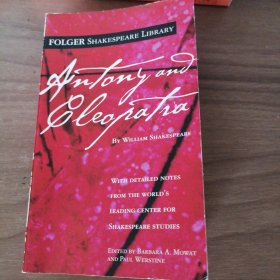 FOLGER SHAKESPEARE LIBRARY
Antony and
Cleopatra
BY WILLIAM SHAKESPEARE
WITH DETAILED NOTES
FROM THE WORLD'S
LEADING CENTER FOR
SHAKESPEARE STUDIES
EDITED BY BARBARA A. MOWAT
AND PAUL WERSTINE